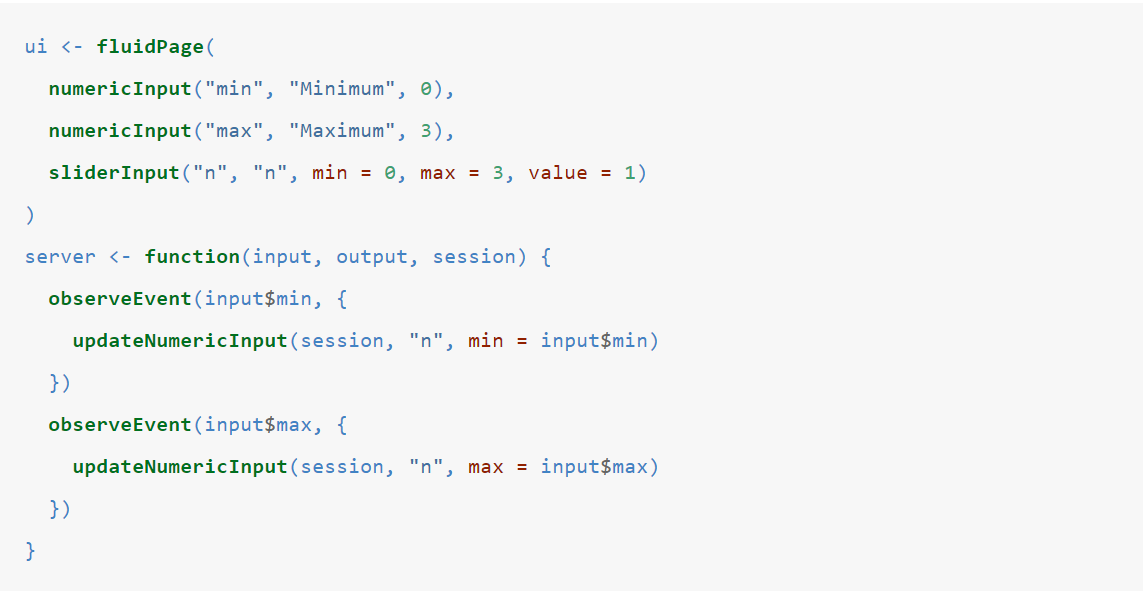 ui <- fluidPage(
  numericInput("min", "Minimum", 0),
  numericInput("max", "Maximum", 3),
  sliderInput("n", "n", min = 0, max = 3, value = 1)
)
server <- function(input, output, session) {
  observeEvent(input$min, {
    updateNumericInput(session, "n", min = input$min)
  })
  observeEvent(input$max, {
    updateNumericInput(session, "n", max = input$max)
  })
}